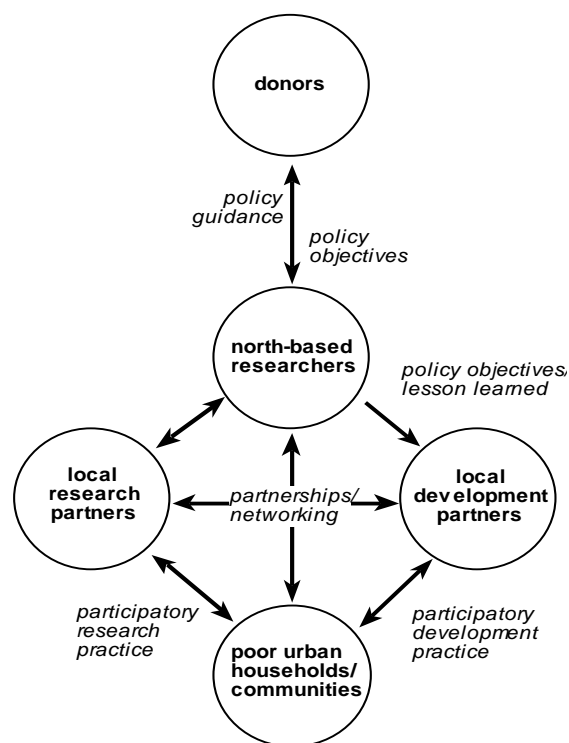 donors
policy
guidance
policy
objectives
north-based
researchers
policy objectives/
lesson learned
local
research
partners
partnerships/
networking
local
development
partners
participatory
research
practice
poor urban
households/
communities
participatory
development
practice